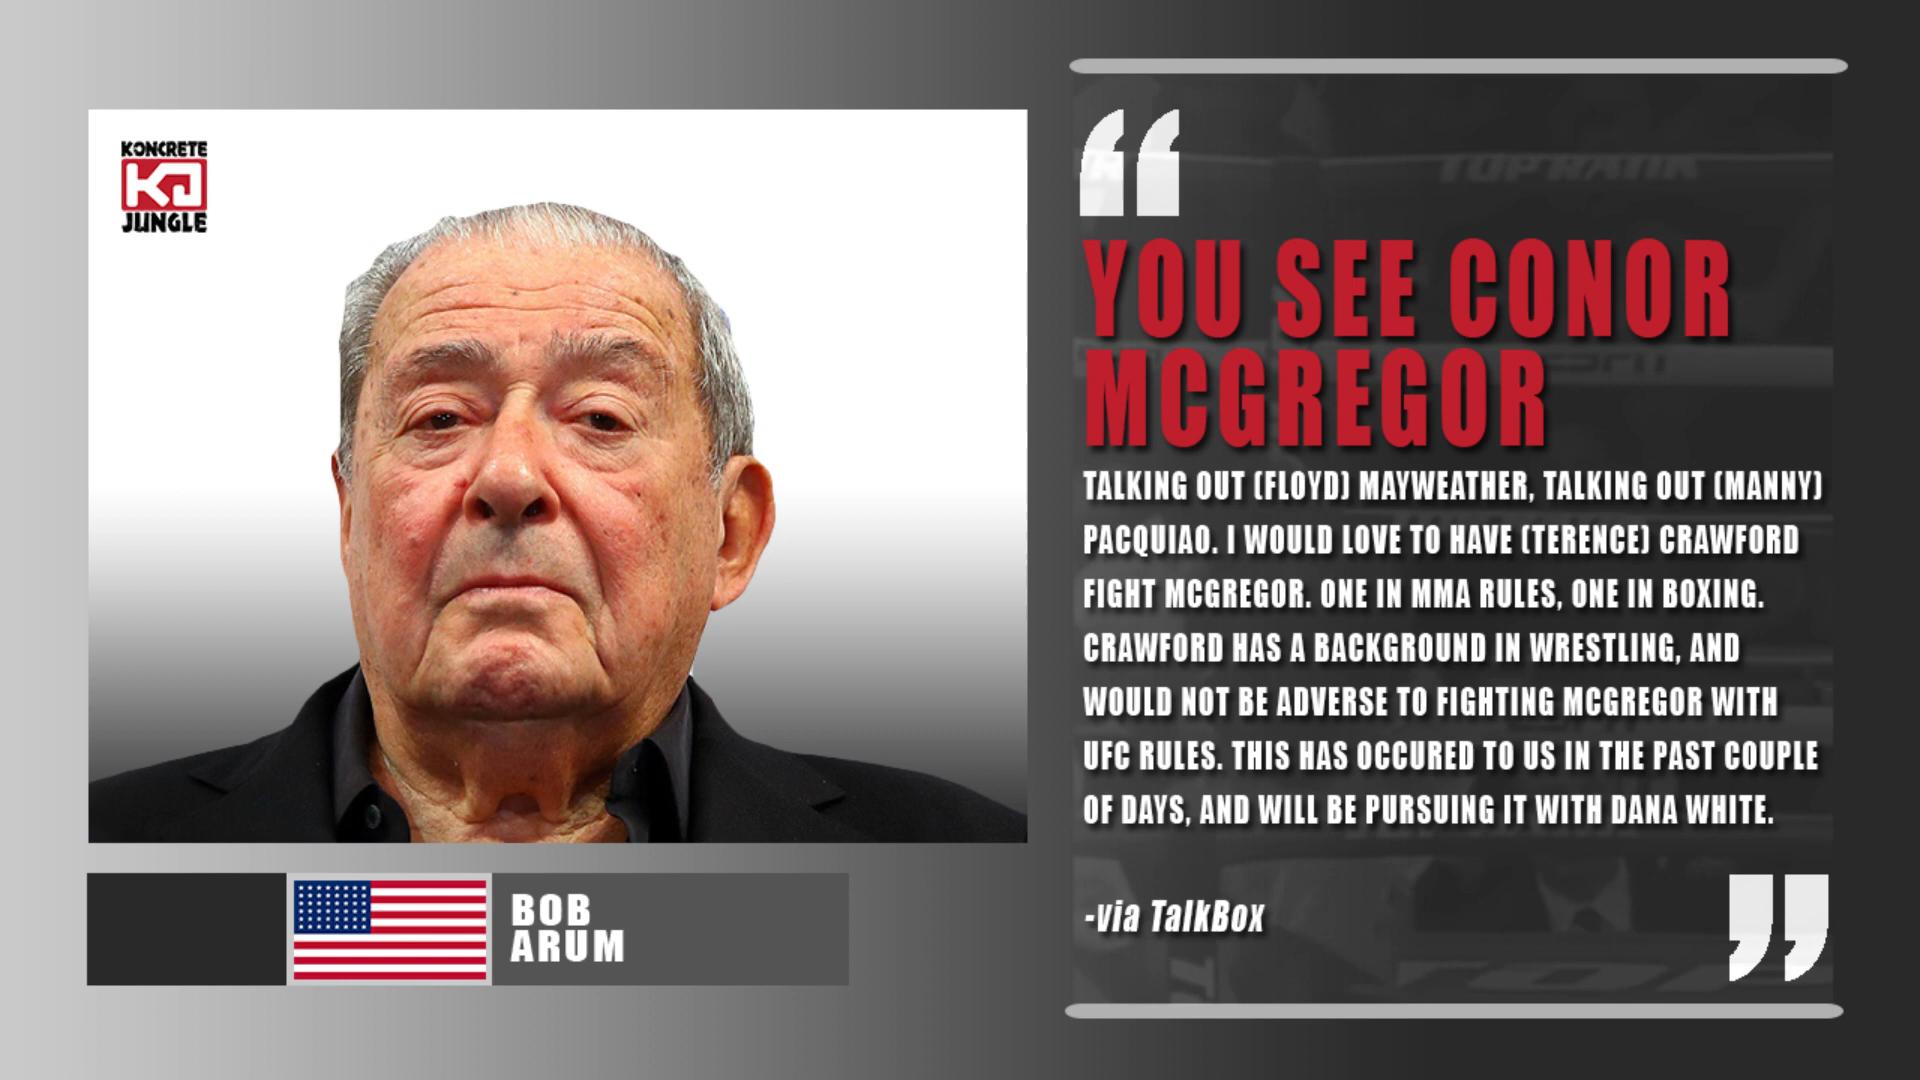 KONCRETE
KJ
JUNGLE
TOP RANK
“
YOU SEE CONOR
MCGREGOR
TALKING OUT (FLOYD) MAYWEATHER, TALKING OUT (MANNY)
PACQUIAO. I WOULD LOVE TO HAVE (TERENCE) CRAWFORD
FIGHT MCGREGOR. ONE IN MMA RULES, ONE IN BOXING.
CRAWFORD HAS A BACKGROUND IN WRESTLING, AND
WOULD NOT BE ADVERSE TO FIGHTING MCGREGOR WITH
UFC RULES. THIS HAS OCCURED TO US IN THE PAST COUPLE
OF DAYS, AND WILL BE PURSUING IT WITH DANA WHITE.
-via TalkBox
”
BOB
ARUM